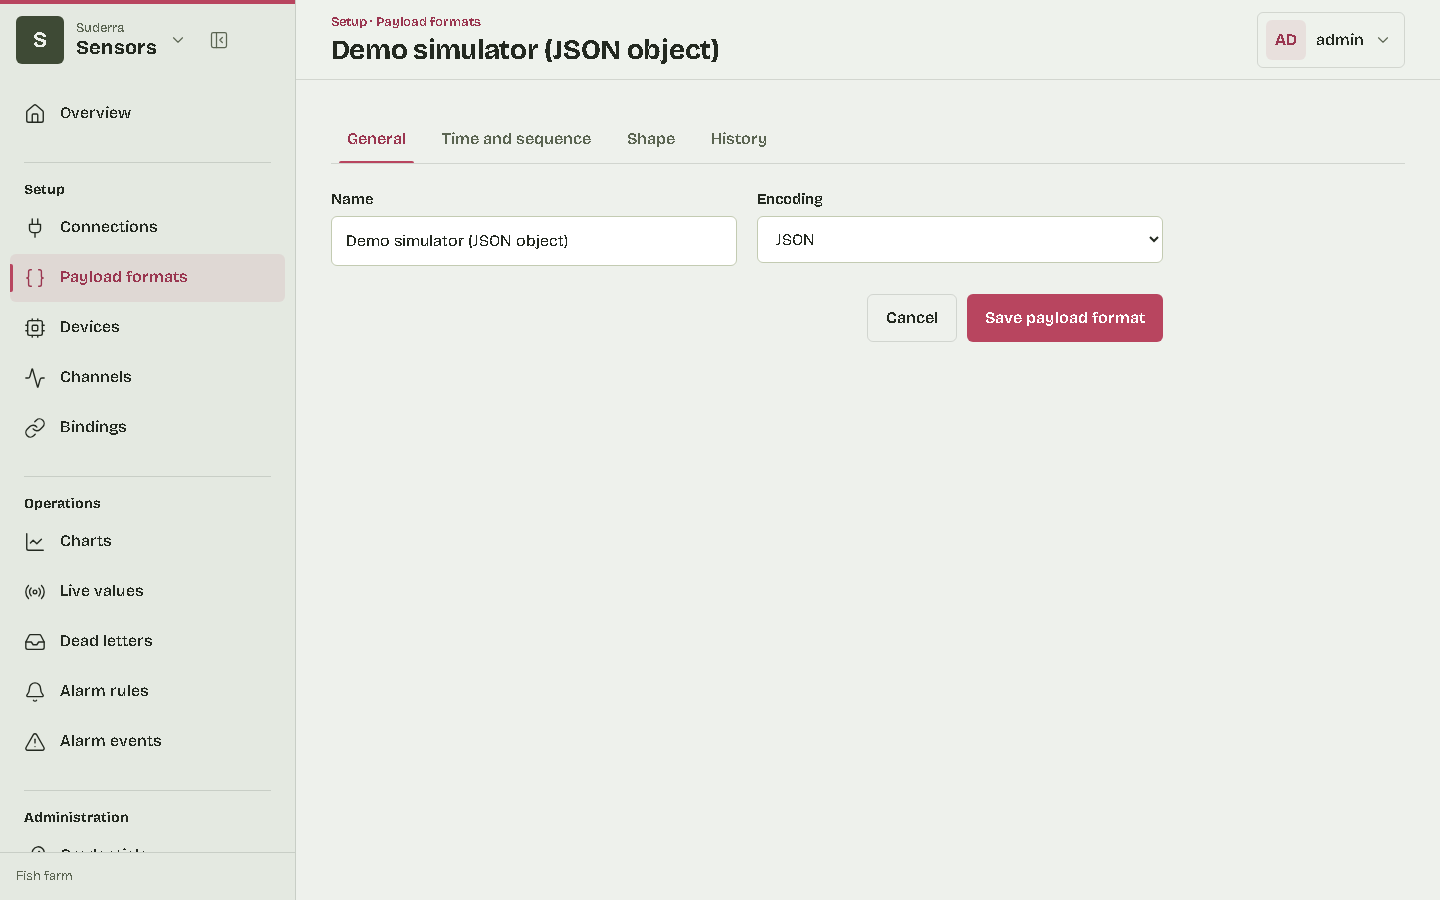 S
Suderra
Sensors
Overview
Setup
Connections
Payload formats
Devices
Channels
Bindings
Operations
Charts
Live values
Dead letters
Alarm rules
Alarm events
Administration
Fish farm
Setup · Payload formats
Demo simulator (JSON object)
AD
admin
General
Time and sequence
Shape
History
Name
Encoding
Demo simulator (JSON object)
JSON
Cancel
Save payload format